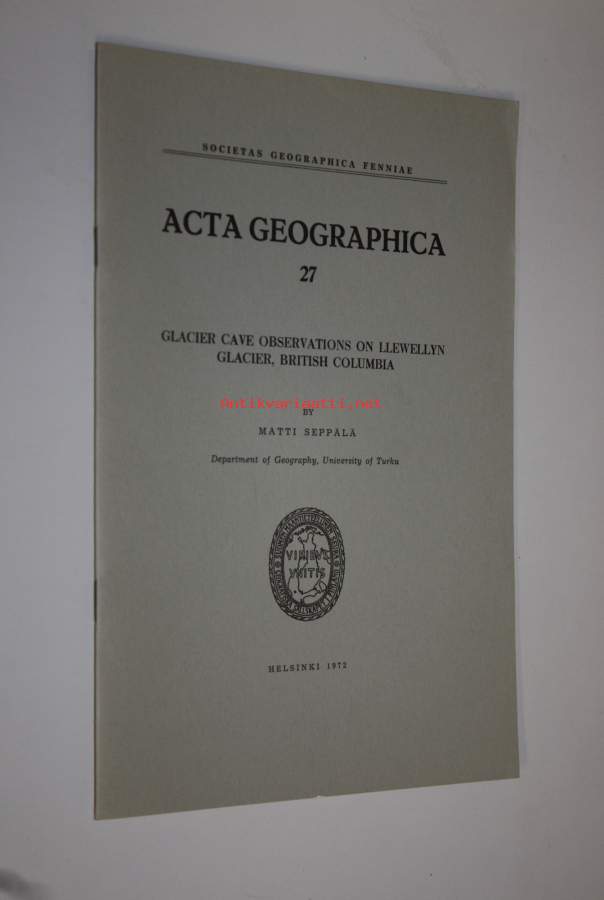 SOCIETAS GEOGRAPHICA FENNIAE
ACTA GEOGRAPHICA
27
GLACIER CAVE OBSERVATIONS ON LLEWELLYN
GLACIER, BRITISH COLUMBIA
Antikvariaatti.net
BY
MATTI SEPPÄLÄ
Department of Geography, University of Turku
VIRIBUS
UNITIS
HELSINKI 1972